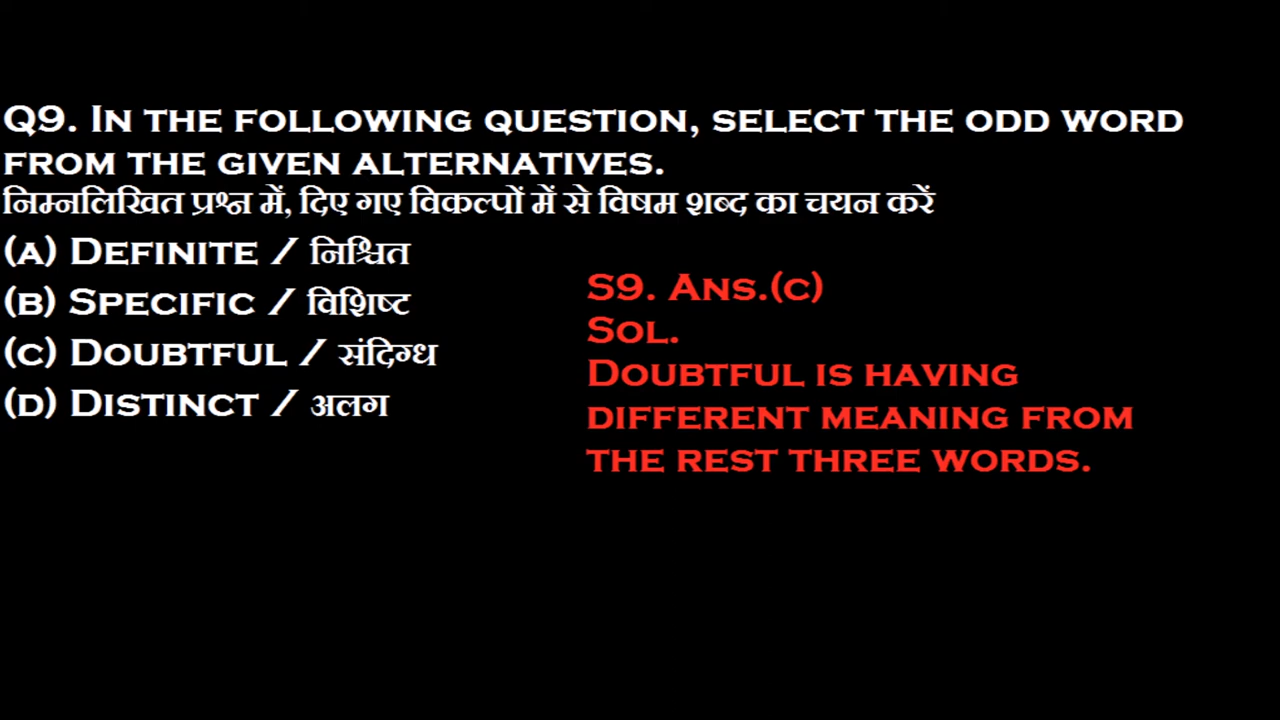 Q9. In the following question, select the odd word
from the given alternatives.
निम्नलिखित प्रश्न में, दिए गए विकल्पों में से विषम शब्द का चयन करें
(a) Definite / निश्चित
(b) Specific / विशिष्ट
(c) Doubtful / संदिग्ध
(d) Distinct / अलग
S9. Ans.(c)
Sol.
Doubtful is having
different meaning from
the rest three words.